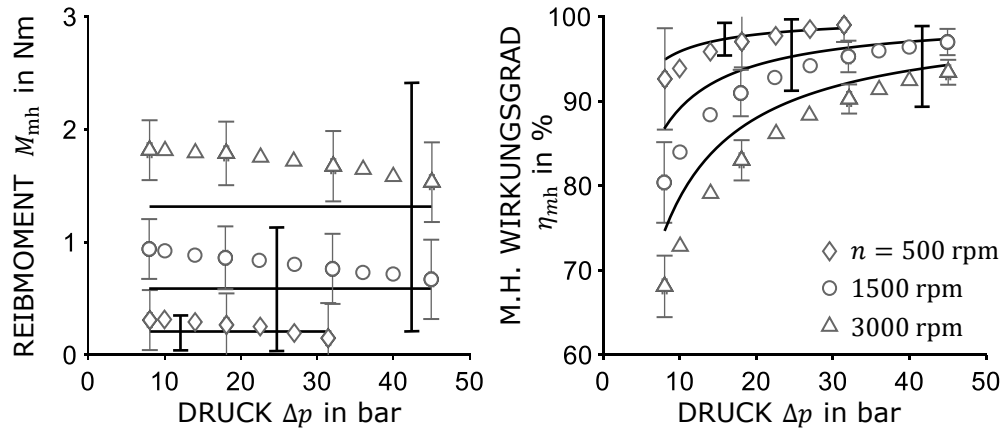 REIBMOMENT M_mh in Nm
3
2
1
0
0
10
20
30
40
50
DRUCK Δp in bar
M.H. WIRKUNGSGRAD
η_mh in %
100
90
80
70
60
0
10
20
30
40
50
DRUCK Δp in bar
n = 500 rpm
1500 rpm
3000 rpm